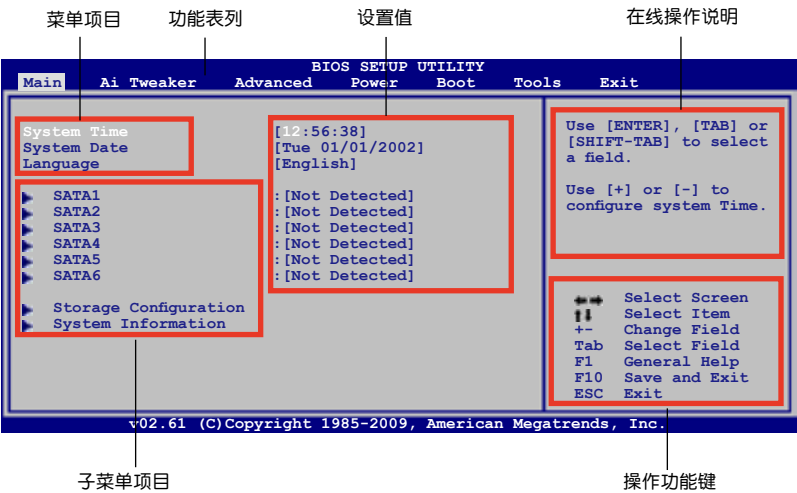 菜单项目 功能表列 设置值 在线操作说明
BIOS SETUP UTILITY
Main Ai Tweaker Advanced Power Boot Tools Exit
System Time [12:56:38]
System Date [Tue 01/01/2002]
Language [English]
SATA1 :[Not Detected]
SATA2 :[Not Detected]
SATA3 :[Not Detected]
SATA4 :[Not Detected]
SATA5 :[Not Detected]
SATA6 :[Not Detected]
Storage Configuration
System Information
Use [ENTER], [TAB] or
[SHIFT-TAB] to select
a field.
Use [+] or [-] to
configure system Time.
Select Screen
Select Item
+- Change Field
Tab Select Field
F1 General Help
F10 Save and Exit
ESC Exit
v02.61 (C)Copyright 1985-2009, American Megatrends, Inc.
子菜单项目 操作功能键